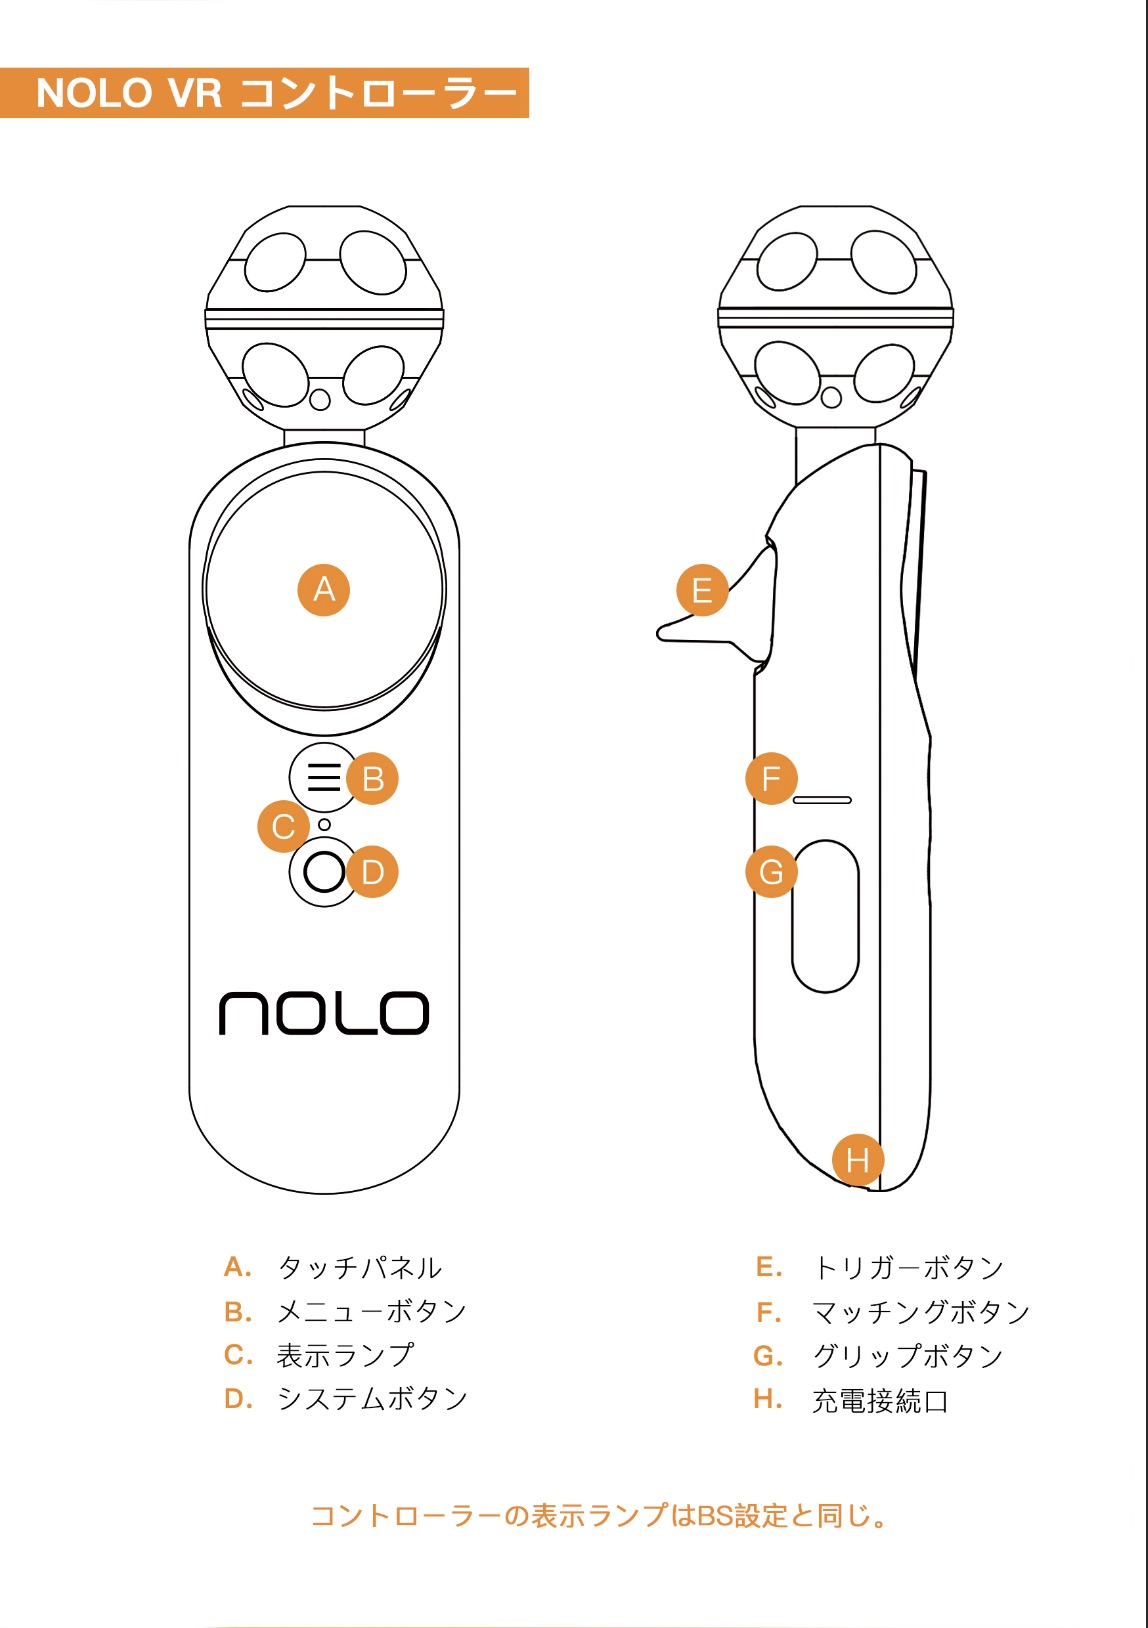 NOLO VR コントローラー
A
B
C
D
nOLO
E
F
G
H
A. タッチパネル
B. メニューボタン
C. 表示ランプ
D. システムボタン
E. トリガーボタン
F. マッチングボタン
G. グリップボタン
H. 充電接続口
コントローラーの表示ランプはBS設定と同じ。